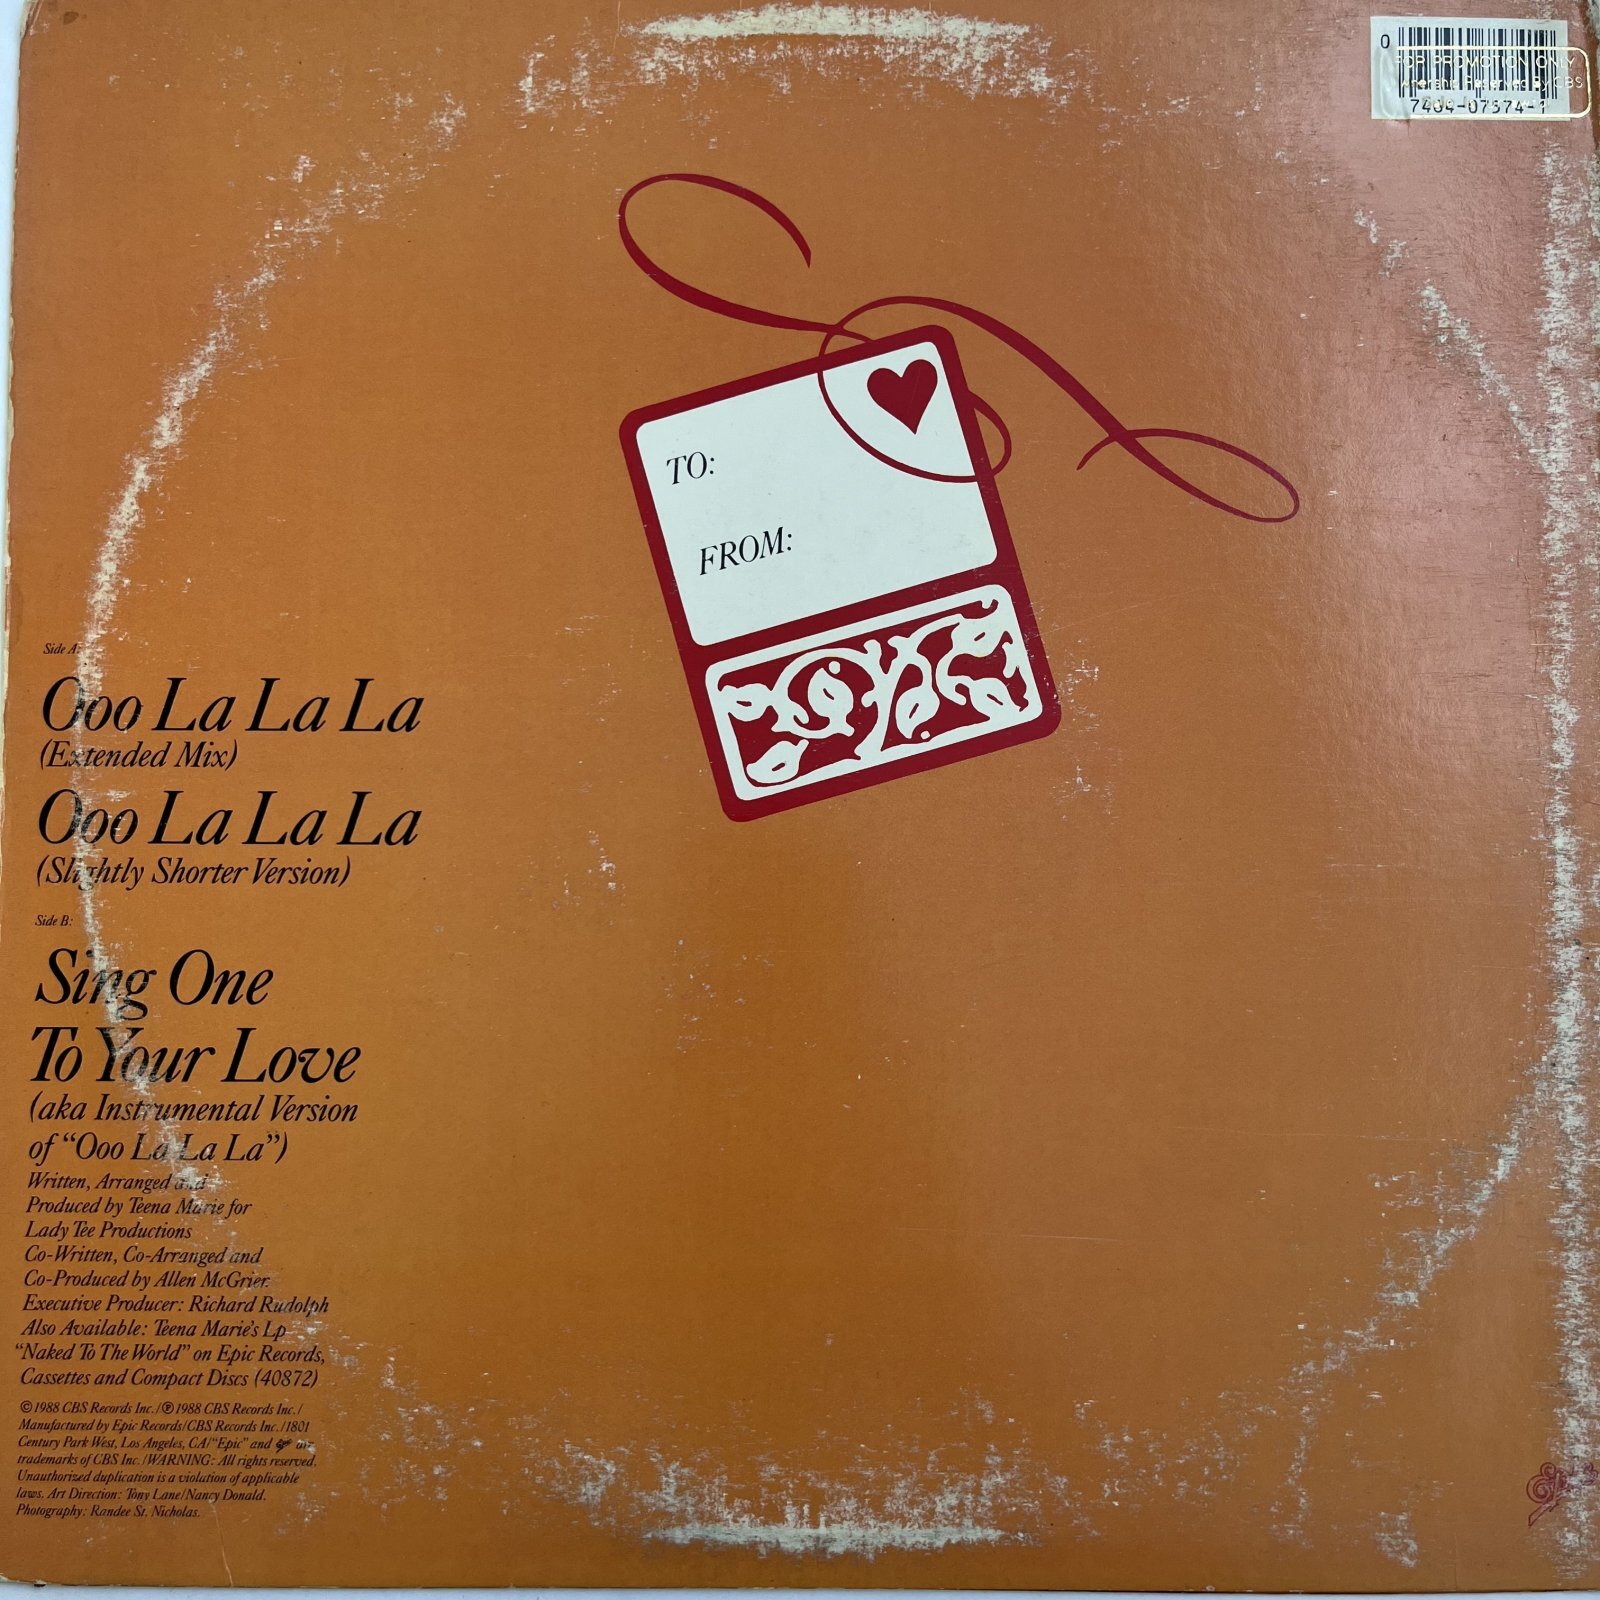 0
FOR PROMOTION ONLY
Ownership Reserved By CBS
7464-07574-1
TO:
FROM:
Side A:
Ooo La La La
(Extended Mix)
Ooo La La La
(Slightly Shorter Version)
Side B:
Sing One
To Your Love
(aka Instrumental Version
of “Ooo La La La”)
Written, Arranged and
Produced by Teena Marie for
Lady Tee Productions
Co-Written, Co-Arranged and
Co-Produced by Allen McGrier.
Executive Producer: Richard Rudolph
Also Available: Teena Marie's Lp
“Naked To The World” on Epic Records,
Cassettes and Compact Discs (40872)
© 1988 CBS Records Inc./℗ 1988 CBS Records Inc./
Manufactured by Epic Records/CBS Records Inc./1801
Century Park West, Los Angeles, CA/“Epic” and are
trademarks of CBS Inc./WARNING: All rights reserved.
Unauthorized duplication is a violation of applicable
laws. Art Direction: Tony Lane/Nancy Donald.
Photography: Randee St. Nicholas.
Epic